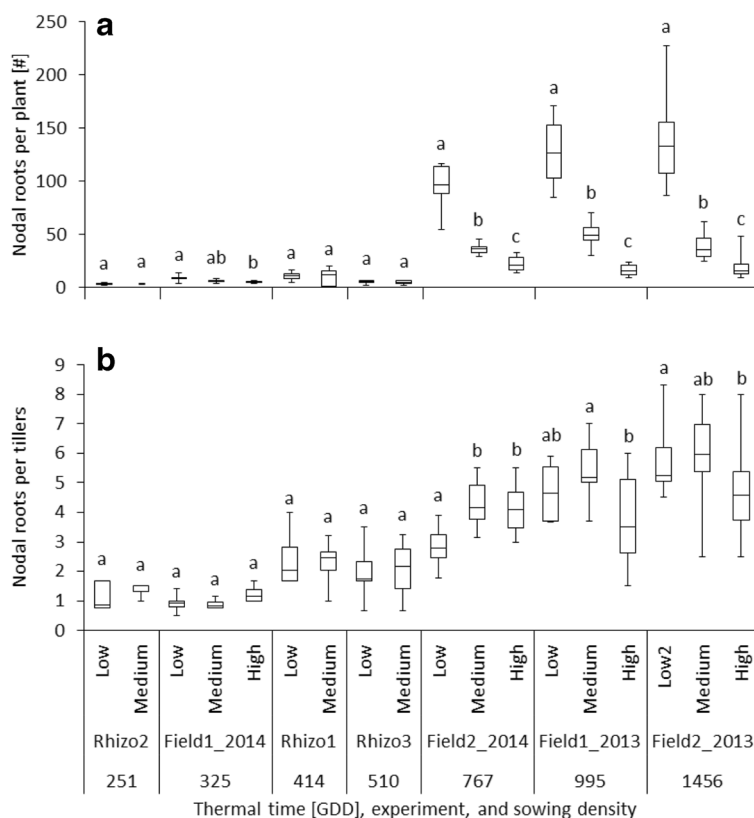 a
Nodal roots per plant [#]
250
200
150
100
50
0
a a a ab b a a a a a b c a b c a b c
b
Nodal roots per tillers
9
8
7
6
5
4
3
2
1
0
a a a a a a a a a a b b ab a b a ab b
Low Medium Low Medium High Low Medium Low Medium Low Medium High Low Medium High Low2 Medium High
Rhizo2 Field1_2014 Rhizo1 Rhizo3 Field2_2014 Field1_2013 Field2_2013
251 325 414 510 767 995 1456
Thermal time [GDD], experiment, and sowing density